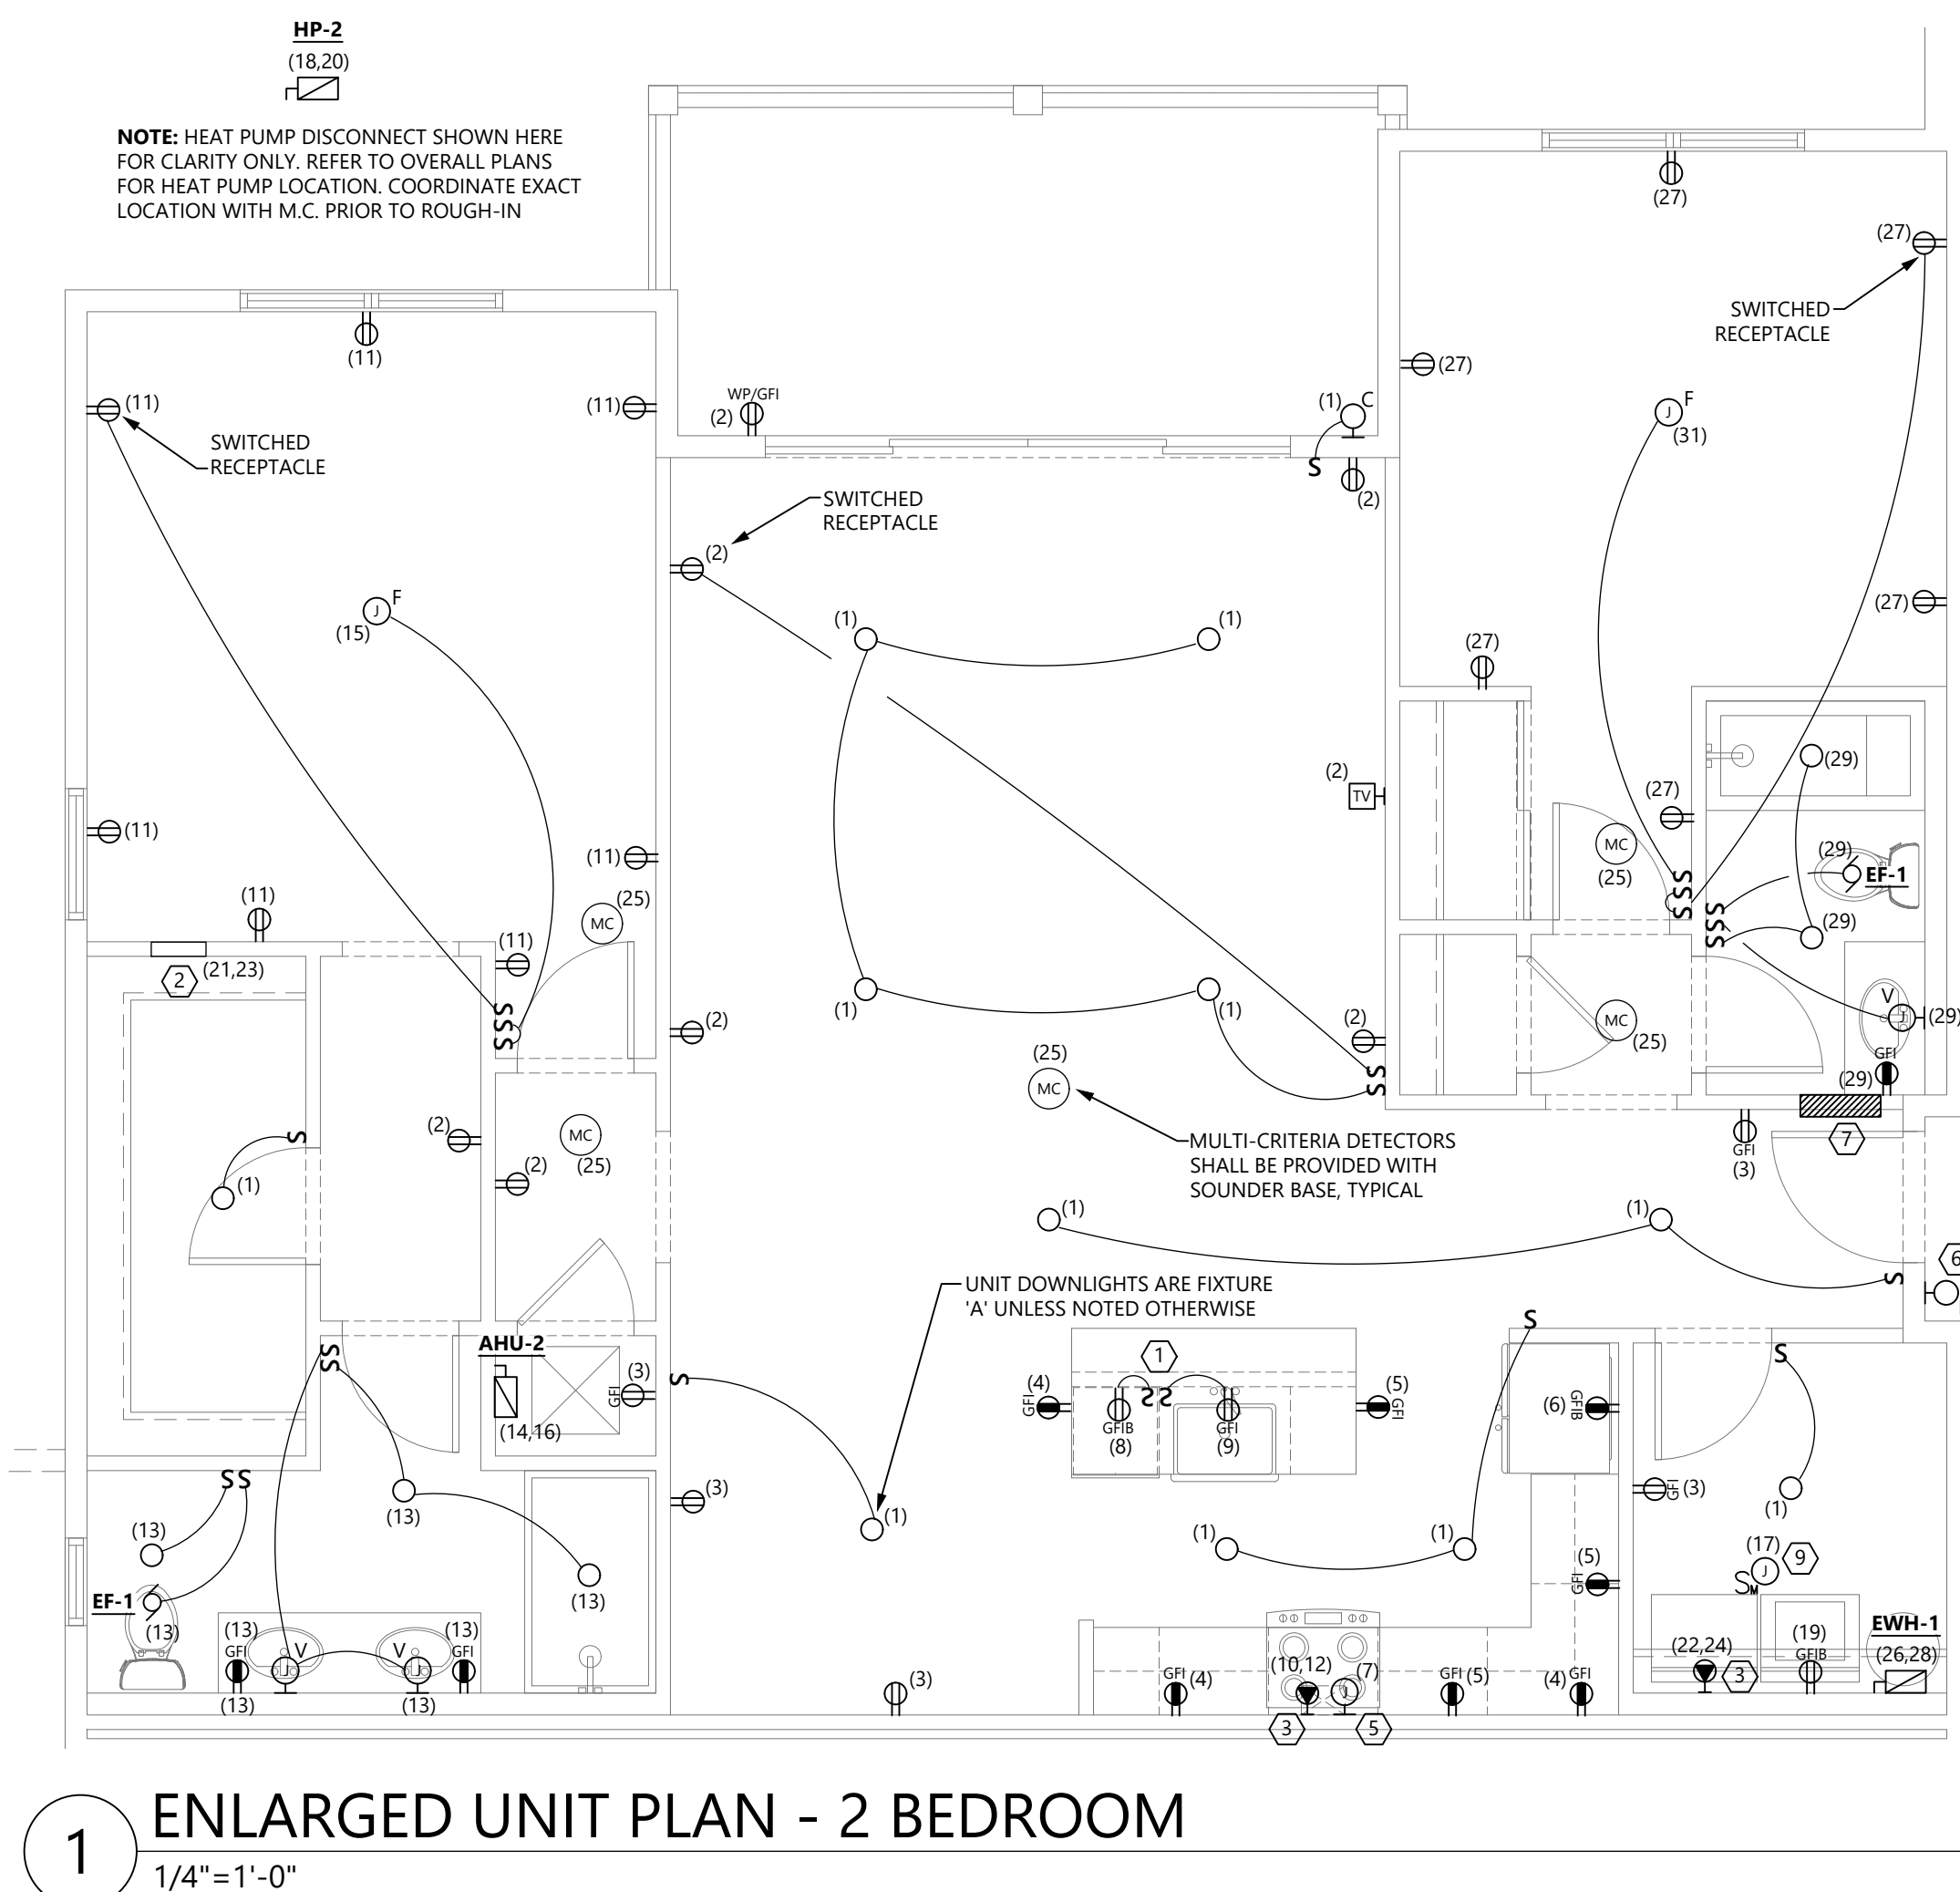 HP-2
(18,20)
NOTE: HEAT PUMP DISCONNECT SHOWN HERE
FOR CLARITY ONLY. REFER TO OVERALL PLANS
FOR HEAT PUMP LOCATION. COORDINATE EXACT
LOCATION WITH M.C. PRIOR TO ROUGH-IN
(27)
(27)
SWITCHED
RECEPTACLE
(11)
(27)
(11)
(11)
WP/GFI
(2)
(1)
C
F
J
(31)
SWITCHED
RECEPTACLE
S
(2)
SWITCHED
RECEPTACLE
(2)
J
F
(15)
(27)
(1)
(1)
(27)
(29)
(2)
TV
(27)
(11)
(11)
MC
(25)
(29)
EF-1
S
S
S
(11)
(25)
MC
(29)
S
S
S
(11)
2
(21,23)
(1)
(1)
V
J
(29)
S
S
S
(2)
(2)
MC
(25)
GFI
(29)
(25)
MC
S
S
(2)
S
MC
(25)
(2)
MULTI-CRITERIA DETECTORS
SHALL BE PROVIDED WITH
SOUNDER BASE, TYPICAL
GFI
(3)
7
(1)
(1)
(1)
6
S
UNIT DOWNLIGHTS ARE FIXTURE
'A' UNLESS NOTED OTHERWISE
S
AHU-2
S
S
1
S
(3)
GFI
S
(4)
GFI
S S
(5)
GFI
(6)
GFIB
(14,16)
GFIB
(8)
GFI
(9)
S S
(13)
(3)
(1)
GFI
(3)
(1)
(13)
(1)
(1)
(5)
GFI
(17)
J
9
SM
EF-1
(13)
(13)
(13)
GFI
J
V
V
J
(13)
GFI
(13)
(13)
(3)
GFI
(4)
(10,12)
(7)
J
GFI
(5)
(4)
GFI
(22,24)
3
(19)
GFIB
EWH-1
(26,28)
3
5
1
ENLARGED UNIT PLAN - 2 BEDROOM
1/4"=1'-0"